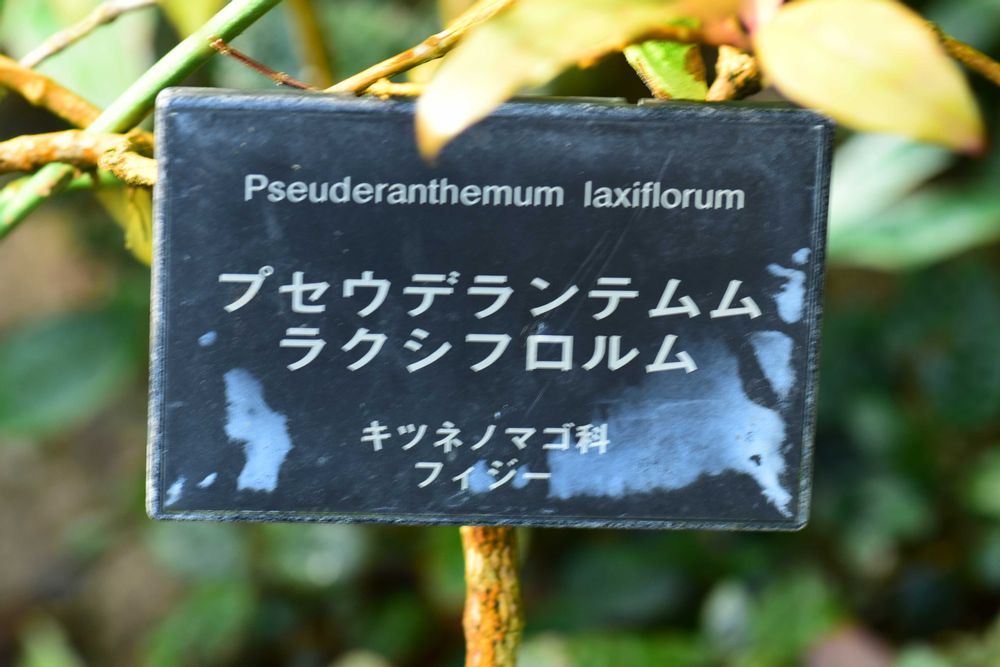 Pseuderanthemum laxiflorum
プセウデランテムム
ラクシフロルム
キツネノマゴ科
フィジー